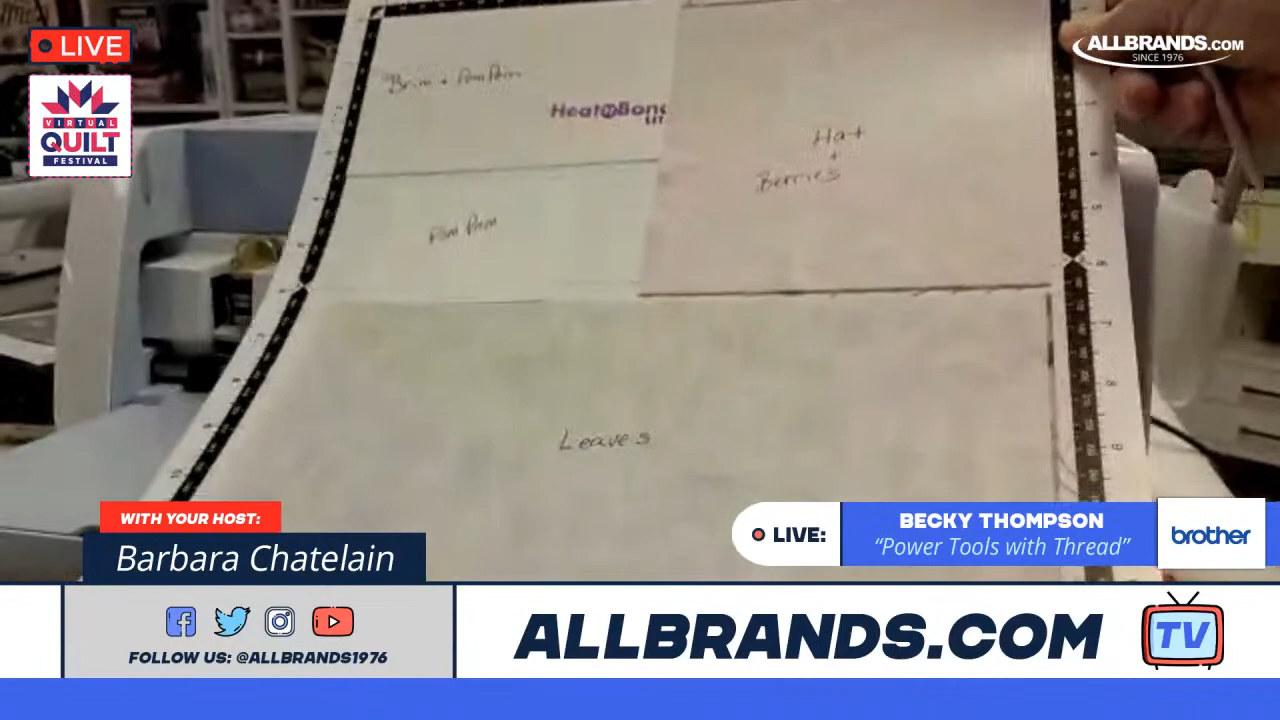 LIVE
VIRTUAL
QUILT
FESTIVAL
ALLBRANDS.COM
SINCE 1976
Brim + Pom Pom
HeatnBond
Hat
+
Berries
Pom Pom
Leaves
WITH YOUR HOST:
Barbara Chatelain
LIVE:
BECKY THOMPSON
"Power Tools with Thread"
brother
FOLLOW US: @ALLBRANDS1976
ALLBRANDS.COM
TV